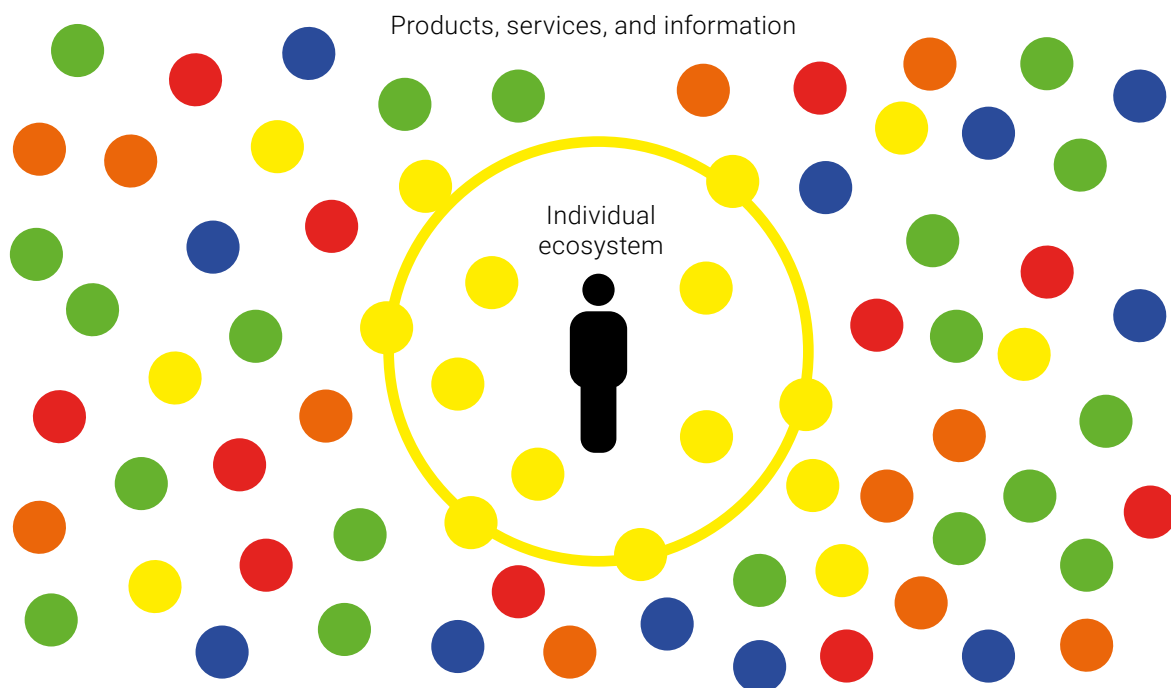 Products, services, and information
Individual
ecosystem